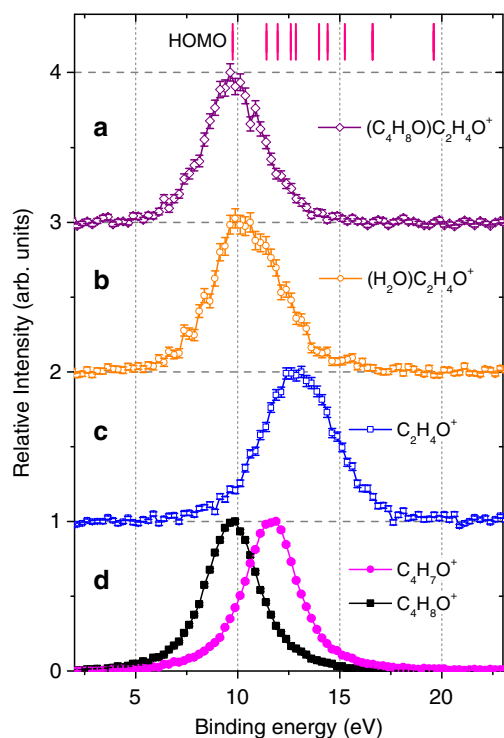 HOMO
4
a
(C₄H₈O)C₂H₄O⁺
3
b
(H₂O)C₂H₄O⁺
2
c
C₂H₄O⁺
1
d
C₄H₇O⁺
C₄H₈O⁺
0
5
10
15
20
Binding energy (eV)
Relative Intensity (arb. units)